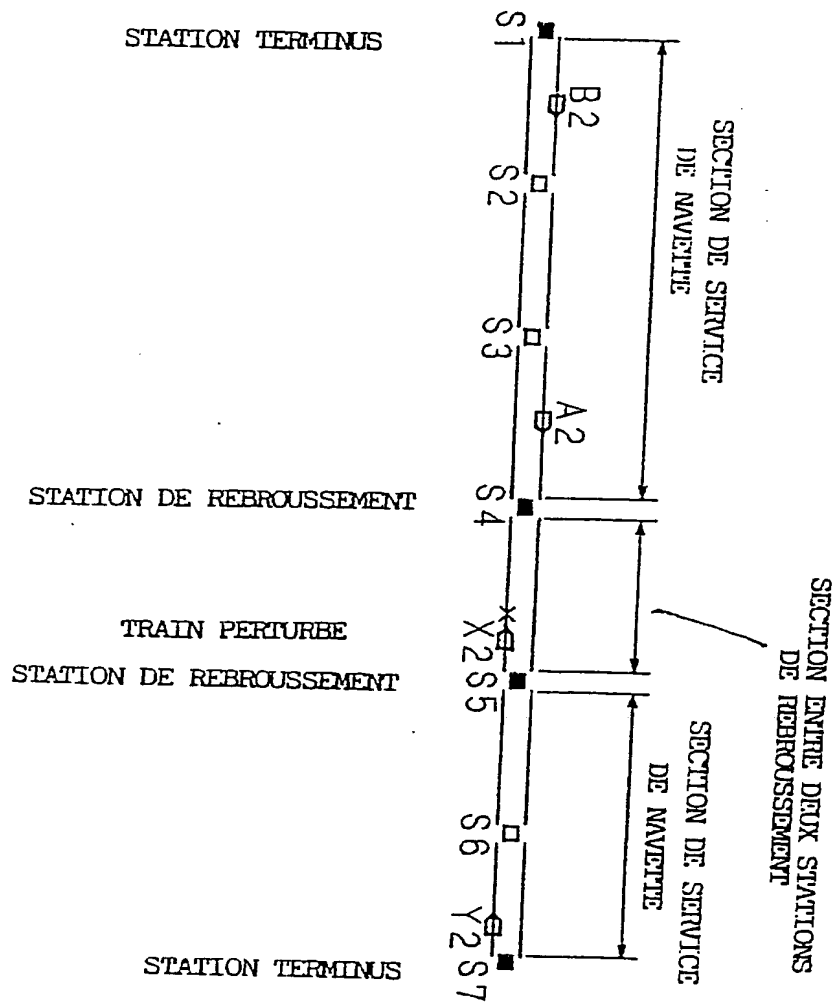 STATION TERMINUS
S1
B2
SECTION DE SERVICE
DE NAVETTE
S2
S3
A2
STATION DE REBROUSSEMENT
S4
SECTION ENTRE DEUX STATIONS
DE REBROUSSEMENT
TRAIN PERTURBE
X2
STATION DE REBROUSSEMENT
S5
SECTION DE SERVICE
DE NAVETTE
S6
Y2
STATION TERMINUS
S7